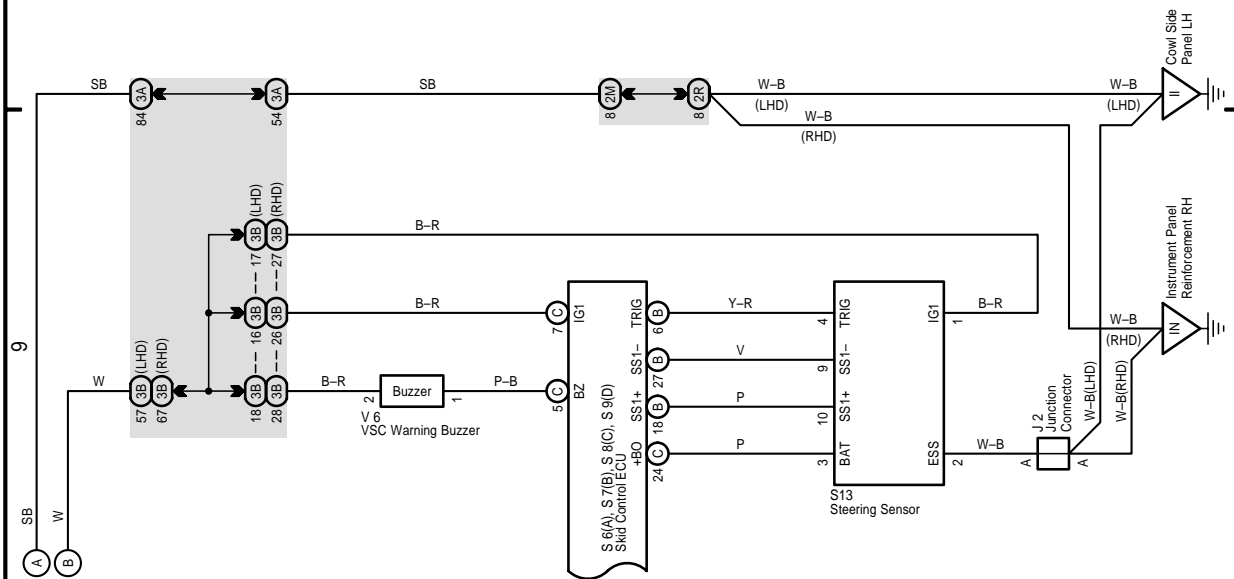 9
A
SB
SB
84
3A
3A
54
SB
8
2M
2R
8
W–B
(LHD)
W–B
(RHD)
W–B
(LHD)
II
Cowl Side
Panel LH
B
W
W
57 3B (LHD)
67 3B (RHD)
18 3B – – – 16 3B – – – 17 3B (LHD)
28 3B – – – 26 3B – – – 27 3B (RHD)
B–R
B–R
B–R
2
Buzzer
1
V 6
VSC Warning Buzzer
P–B
5
C
BZ
7
C
IG1
S 6(A), S 7(B), S 8(C), S 9(D)
Skid Control ECU
TRIG
6
B
SS1–
27
B
SS1+
18
B
+BO
24
C
Y–R
V
P
P
4
TRIG
9
SS1–
10
SS1+
3
BAT
IG1
1
ESS
2
S13
Steering Sensor
B–R
W–B
A
A
J 2
Junction
Connector
W–B(LHD)
W–B(RHD)
W–B
(RHD)
IN
Instrument Panel
Reinforcement RH